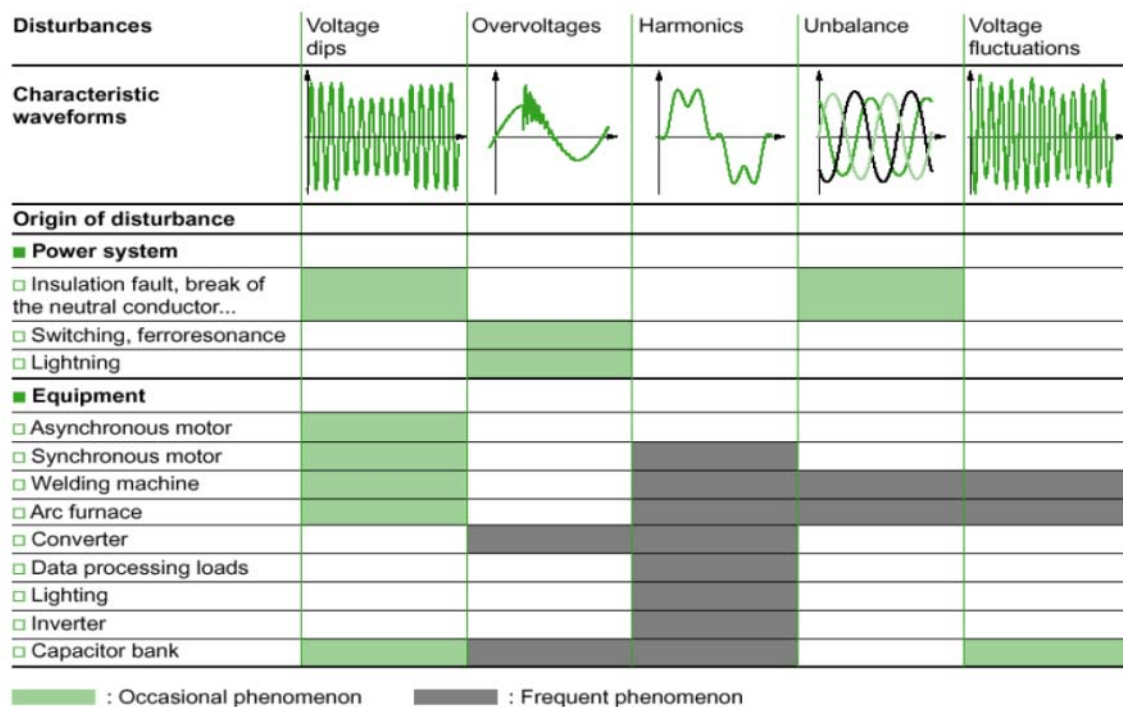 Disturbances
Voltage
dips
Overvoltages
Harmonics
Unbalance
Voltage
fluctuations
Characteristic
waveforms
Origin of disturbance
Power system
Insulation fault, break of
the neutral conductor...
Switching, ferroresonance
Lightning
Equipment
Asynchronous motor
Synchronous motor
Welding machine
Arc furnace
Converter
Data processing loads
Lighting
Inverter
Capacitor bank
: Occasional phenomenon
: Frequent phenomenon